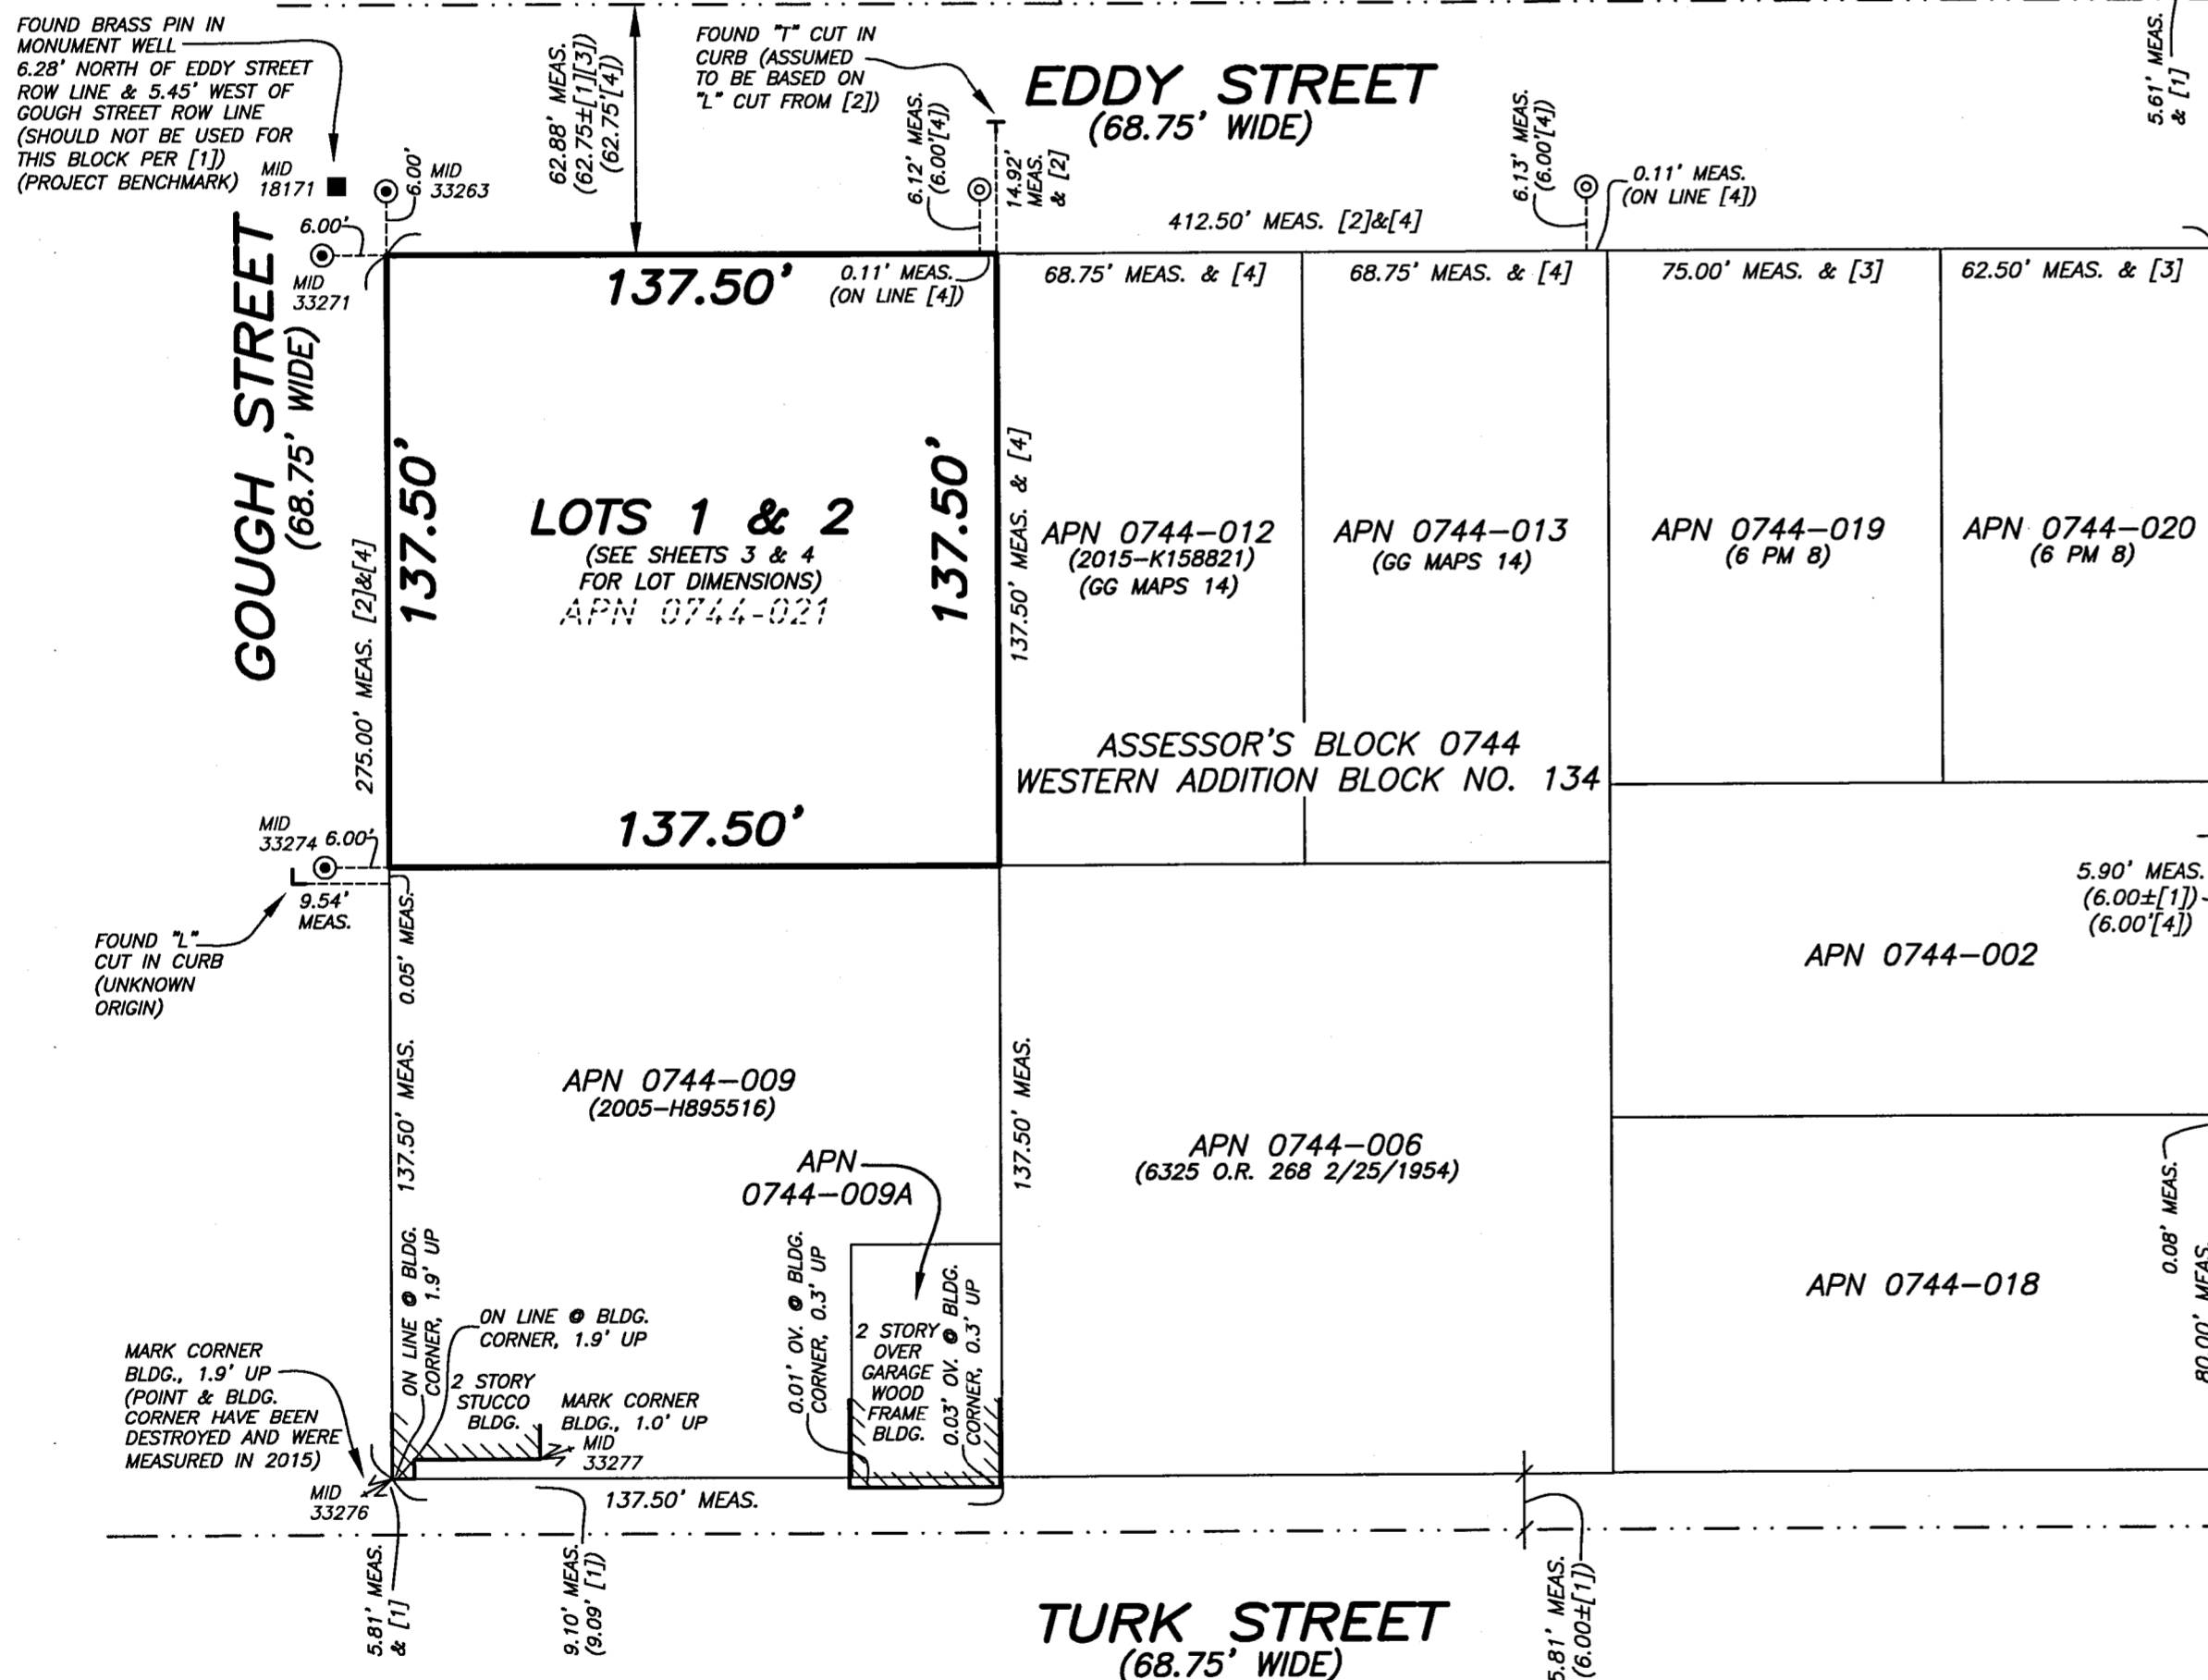 FOUND BRASS PIN IN
MONUMENT WELL
6.28' NORTH OF EDDY STREET
ROW LINE & 5.45' WEST OF
GOUGH STREET ROW LINE
(SHOULD NOT BE USED FOR
THIS BLOCK PER [1])
(PROJECT BENCHMARK)
MID
18171
6.00'
MID
33263
62.88' MEAS.
(62.75±[1][3])
(62.75'[4])
FOUND "T" CUT IN
CURB (ASSUMED
TO BE BASED ON
"L" CUT FROM [2])
EDDY STREET
(68.75' WIDE)
6.12' MEAS.
(6.00'[4])
14.92'
MEAS.
& [2]
412.50' MEAS. [2]&[4]
6.13' MEAS.
(6.00'[4])
0.11' MEAS.
(ON LINE [4])
5.61' MEAS.
& [1]
6.00'
MID
33271
GOUGH STREET
(68.75' WIDE)
137.50'
0.11' MEAS.
(ON LINE [4])
68.75' MEAS. & [4]
68.75' MEAS. & [4]
75.00' MEAS. & [3]
62.50' MEAS. & [3]
275.00' MEAS. [2]&[4]
137.50'
LOTS 1 & 2
(SEE SHEETS 3 & 4
FOR LOT DIMENSIONS)
APN 0744-021
137.50'
137.50' MEAS. & [4]
APN 0744-012
(2015-K158821)
(GG MAPS 14)
APN 0744-013
(GG MAPS 14)
APN 0744-019
(6 PM 8)
APN 0744-020
(6 PM 8)
ASSESSOR'S BLOCK 0744
WESTERN ADDITION BLOCK NO. 134
137.50'
MID
33274
6.00'
L
9.54'
MEAS.
0.05' MEAS.
FOUND "L"
CUT IN CURB
(UNKNOWN
ORIGIN)
5.90' MEAS.
(6.00±[1])
(6.00'[4])
APN 0744-002
137.50' MEAS.
APN 0744-009
(2005-H895516)
137.50' MEAS.
APN 0744-006
(6325 O.R. 268 2/25/1954)
APN
0744-009A
0.08' MEAS.
80.00' MEAS.
APN 0744-018
ON LINE @ BLDG.
CORNER, 1.9' UP
ON LINE @ BLDG.
CORNER, 1.9' UP
0.01' OV. @ BLDG.
CORNER, 0.3' UP
2 STORY
OVER
GARAGE
WOOD
FRAME
BLDG.
0.03' OV. @ BLDG.
CORNER, 0.3' UP
MARK CORNER
BLDG., 1.9' UP
(POINT & BLDG.
CORNER HAVE BEEN
DESTROYED AND WERE
MEASURED IN 2015)
2 STORY
STUCCO
BLDG.
MARK CORNER
BLDG., 1.0' UP
MID
33277
MID
33276
137.50' MEAS.
5.81' MEAS.
& [1]
9.10' MEAS.
(9.09' [1])
TURK STREET
(68.75' WIDE)
5.81' MEAS.
(6.00±[1])